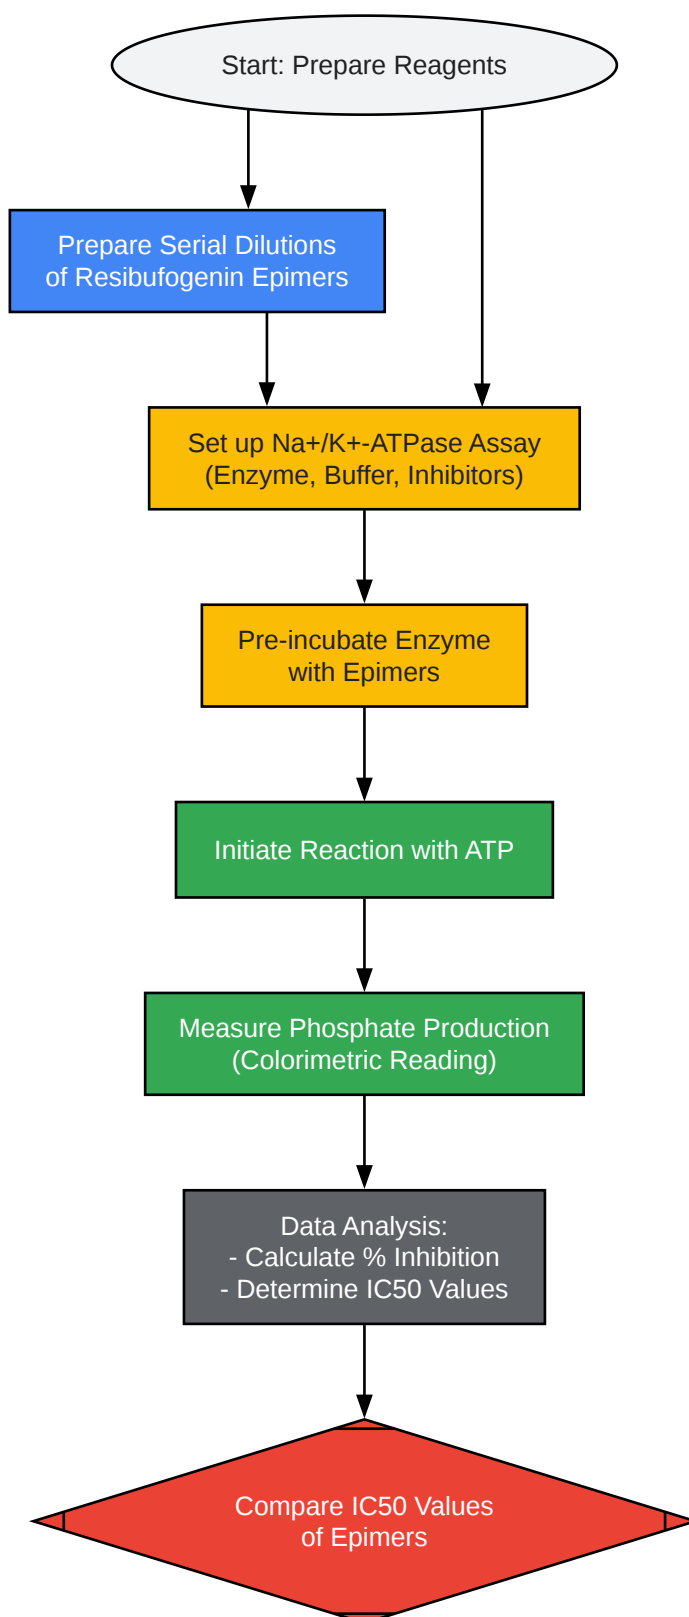 Start: Prepare Reagents
Prepare Serial Dilutions
of Resibufogenin Epimers
Set up Na+/K+-ATPase Assay
(Enzyme, Buffer, Inhibitors)
Pre-incubate Enzyme
with Epimers
Initiate Reaction with ATP
Measure Phosphate Production
(Colorimetric Reading)
Data Analysis:
- Calculate % Inhibition
- Determine IC50 Values
Compare IC50 Values
of Epimers